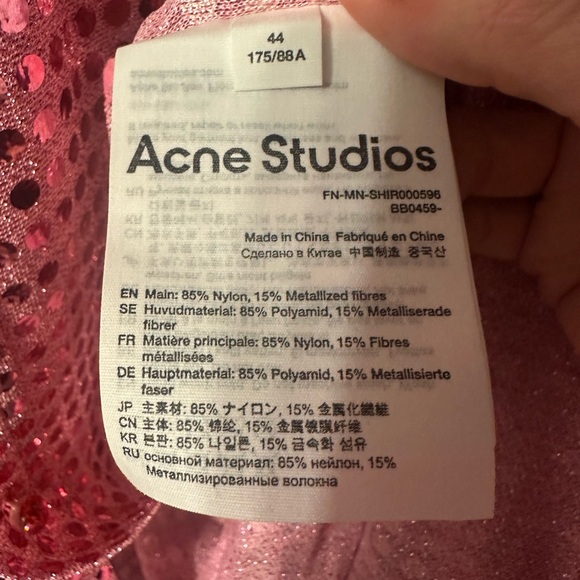 44
175/88A
Acne Studios
FN-MN-SHIR000596
BB0459-
Made in China Fabriqué en Chine
Сделано в Китае 中国制造 중국산
EN Main: 85% Nylon, 15% Metallized fibres
SE Huvudmaterial: 85% Polyamid, 15% Metalliserade
fibrer
FR Matière principale: 85% Nylon, 15% Fibres
métallisées
DE Hauptmaterial: 85% Polyamid, 15% Metallisierte
faser
JP 主素材: 85% ナイロン, 15% 金属化繊維
CN 主体: 85% 锦纶, 15% 金属镀膜纤维
KR 본판: 85% 나일론, 15% 금속화 섬유
RU основной материал: 85% нейлон, 15%
Металлизированные волокна